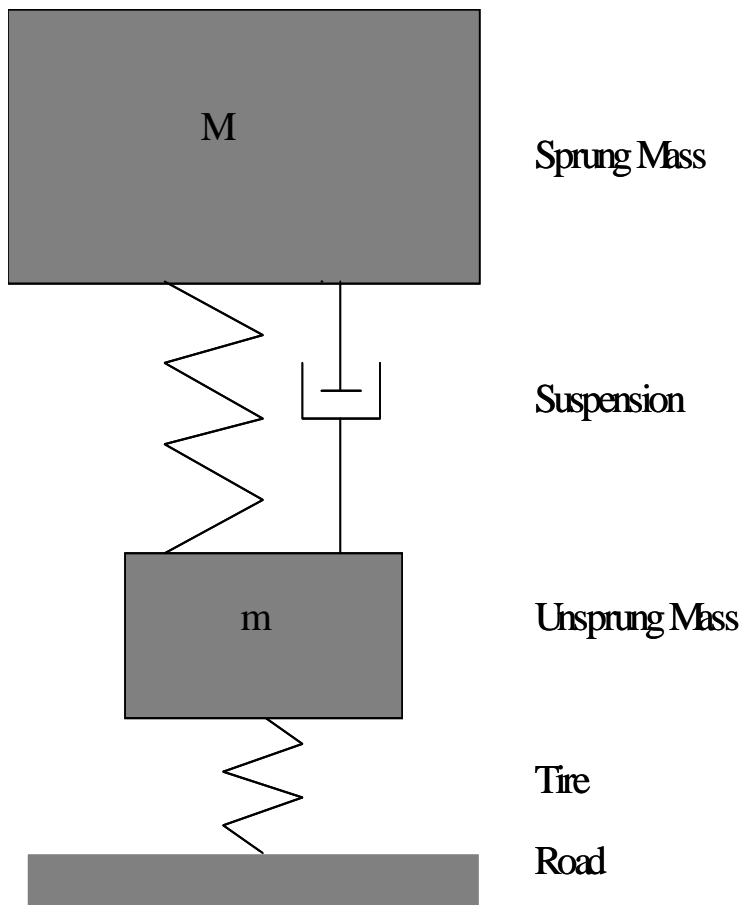 M
Sprung Mass
Suspension
m
Unsprung Mass
Tire
Road